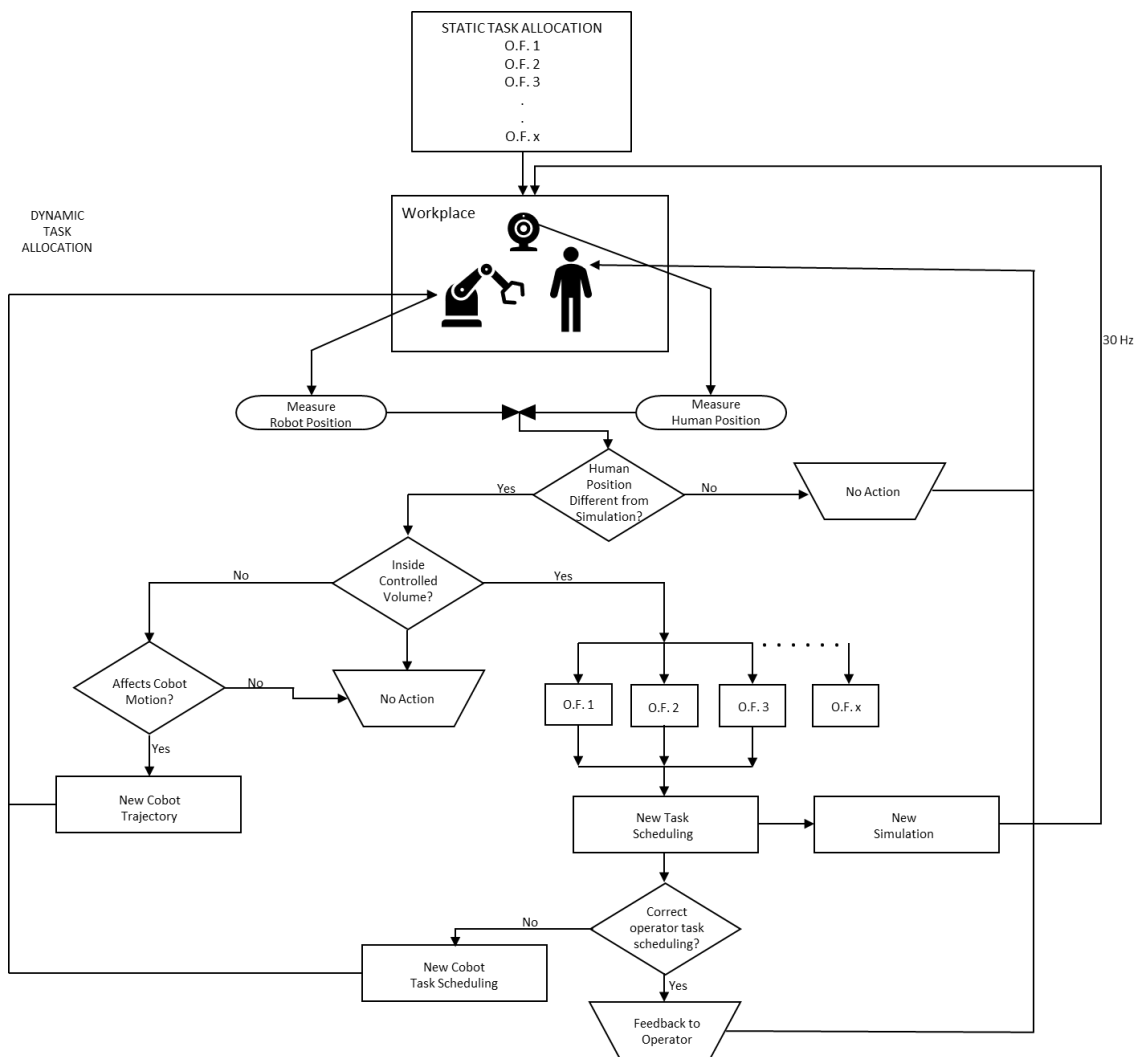 STATIC TASK ALLOCATION
O.F. 1
O.F. 2
O.F. 3
.
.
O.F. x
DYNAMIC
TASK
ALLOCATION
Workplace
30 Hz
Measure
Robot Position
Measure
Human Position
Human
Position
Different from
Simulation?
Yes
No
No Action
Inside
Controlled
Volume?
No
Yes
. . . . . .
Affects Cobot
Motion?
No
No Action
O.F. 1
O.F. 2
O.F. 3
O.F. x
Yes
New Cobot
Trajectory
New Task
Scheduling
New
Simulation
Correct
operator task
scheduling?
No
New Cobot
Task Scheduling
Yes
Feedback to
Operator